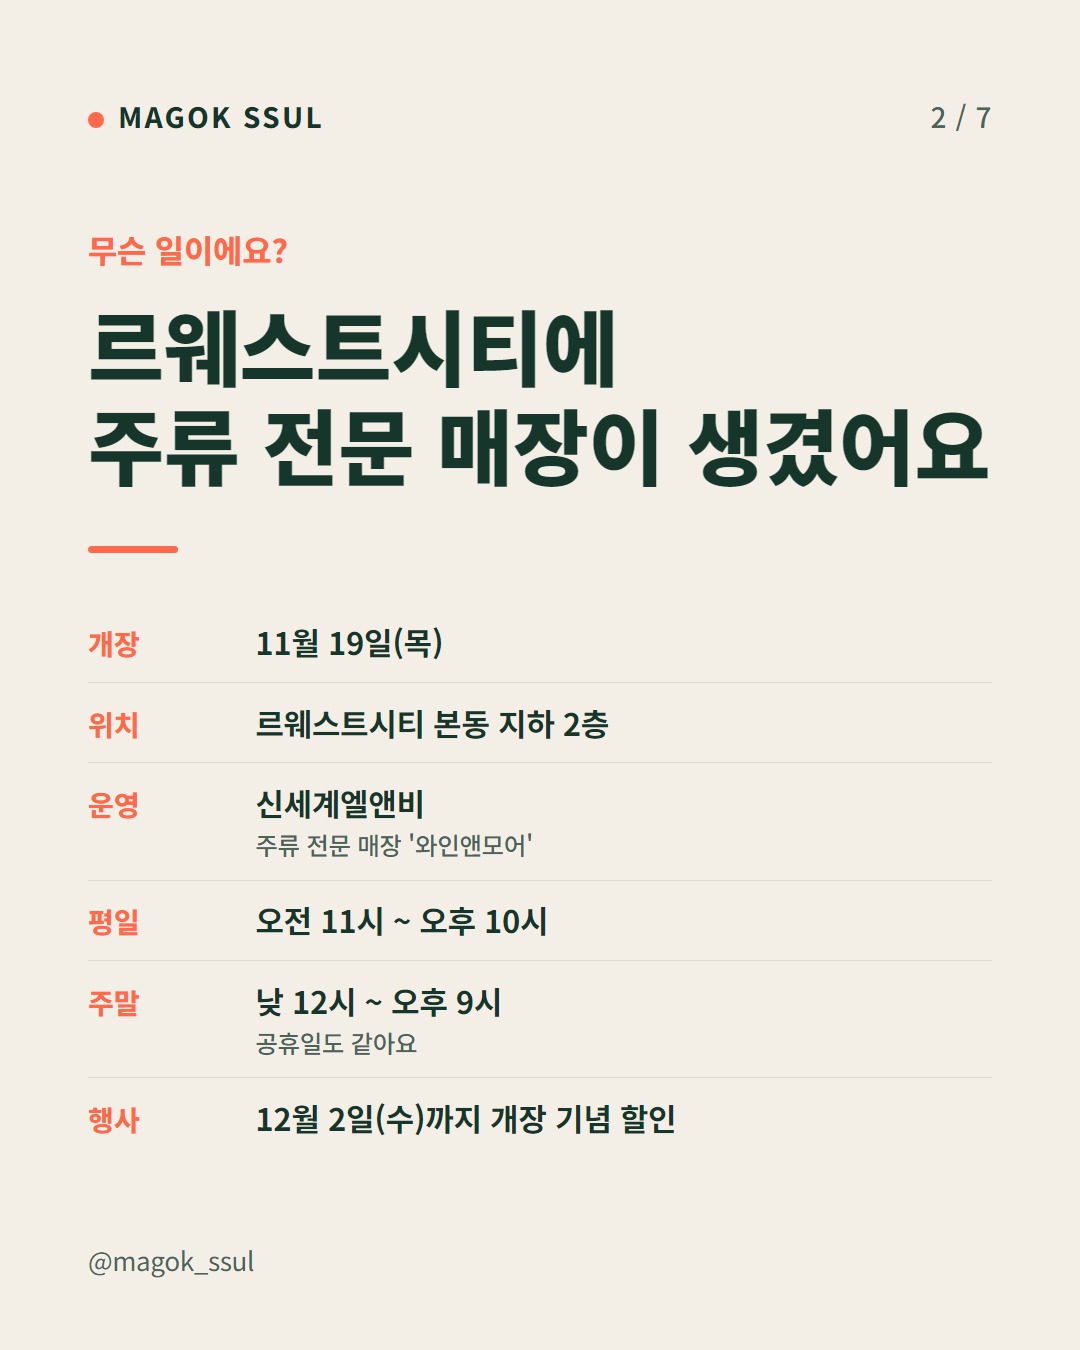 MAGOK SSUL
2 / 7
무슨 일이에요?
르웨스트시티에
주류 전문 매장이 생겼어요
개장 11월 19일(목)
위치 르웨스트시티 본동 지하 2층
운영 신세계엘앤비
주류 전문 매장 '와인앤모어'
평일 오전 11시 ~ 오후 10시
주말 낮 12시 ~ 오후 9시
공휴일도 같아요
행사 12월 2일(수)까지 개장 기념 할인
@magok_ssul